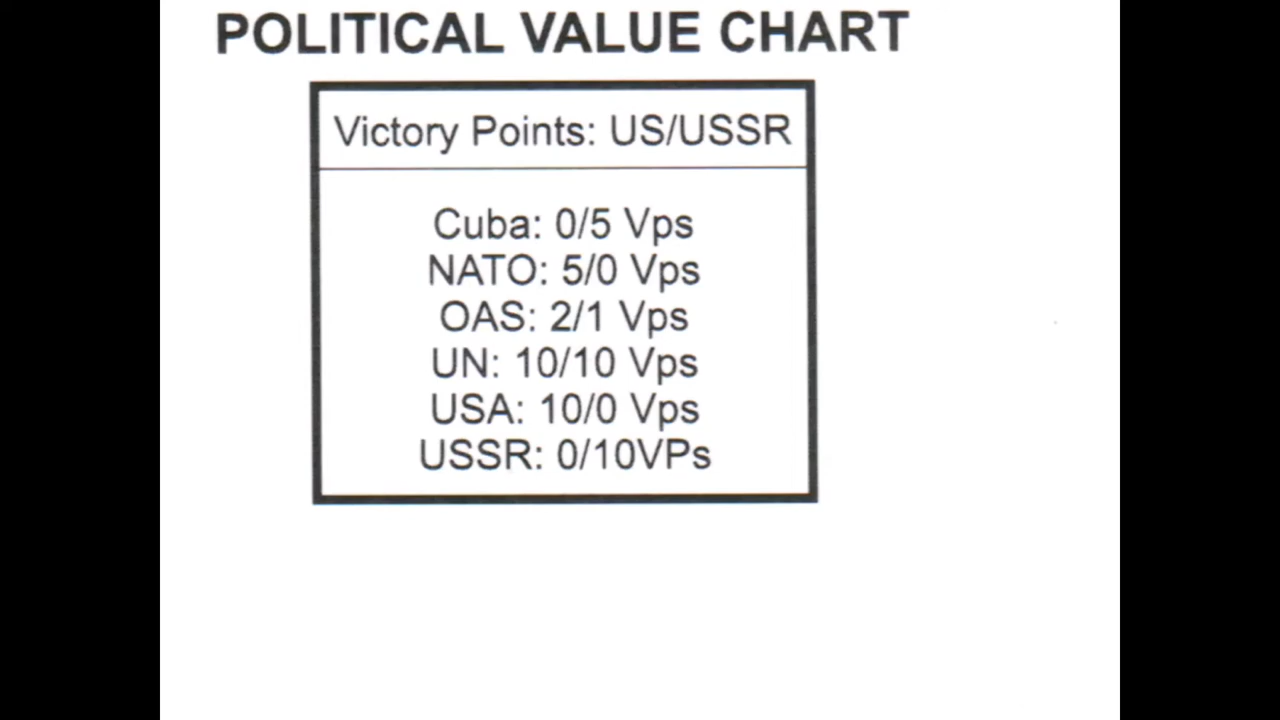 POLITICAL VALUE CHART
Victory Points: US/USSR
Cuba: 0/5 Vps
NATO: 5/0 Vps
OAS: 2/1 Vps
UN: 10/10 Vps
USA: 10/0 Vps
USSR: 0/10VPs